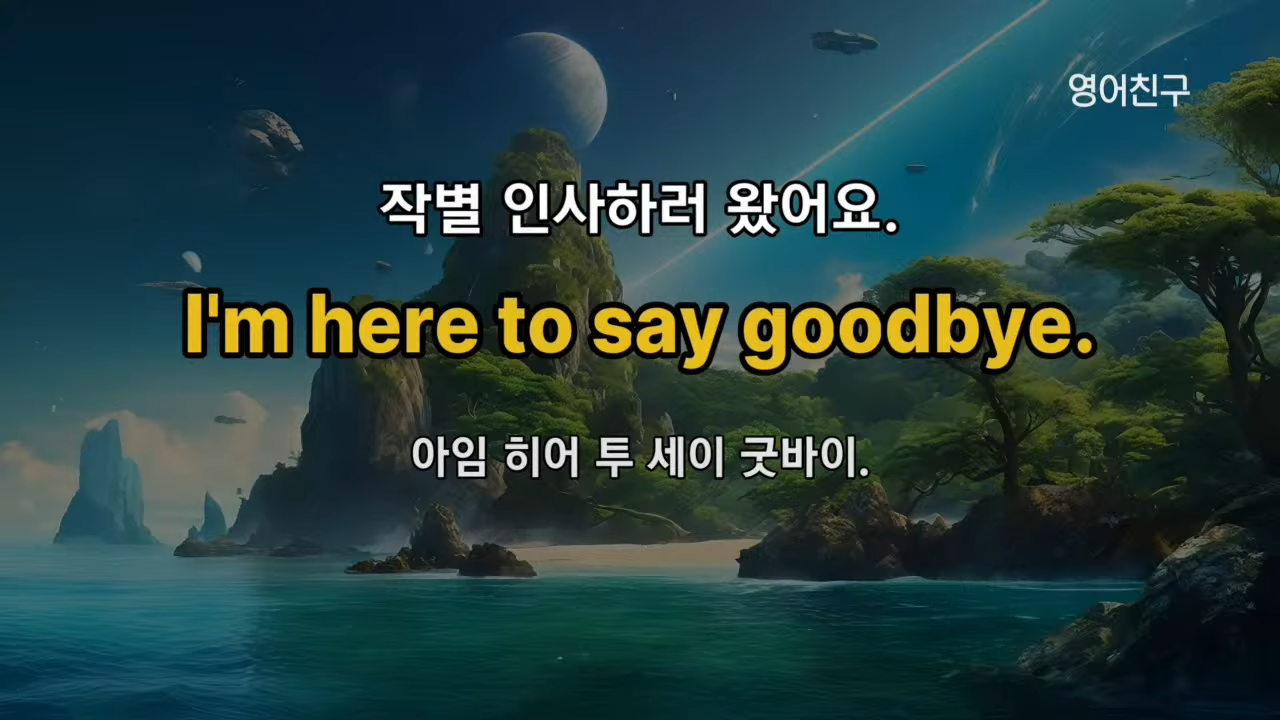 영어친구
작별 인사하러 왔어요.
I'm here to say goodbye.
아임 히어 투 세이 굿바이.